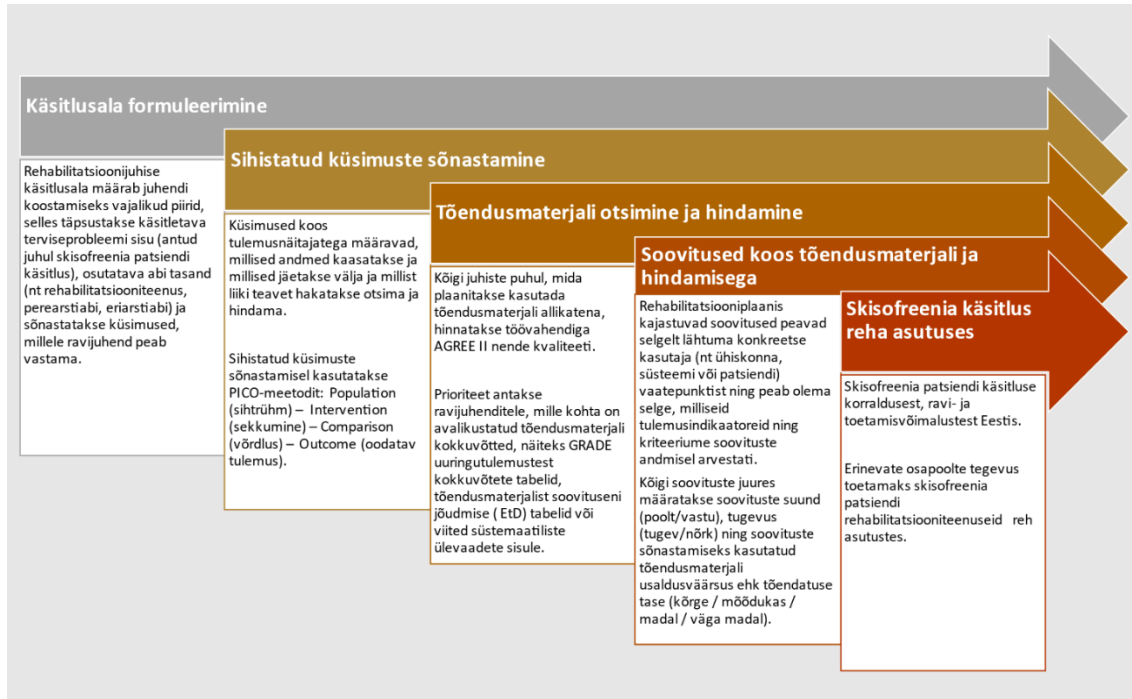 Käsitlusala formuleerimine
Rehabilitatsioonijuhise
käsitlusala määrab juhendi
koostamiseks vajalikud piirid,
selles täpsustakse käsitletava
terviseprobleemi sisu (antud
juhul skisofreenia patsiendi
käsitlus), osutatava abi tasand
(nt rehabilitatsiooniteenus,
perearstiabi, eriarstiabi) ja
sõnastatakse küsimused,
millele ravijuhend peab
vastama.
Sihistatud küsimuste sõnastamine
Küsimused koos
tulemusnäitajatega määravad,
millised andmed kaasatakse ja
millised jäetakse välja ja millist
liiki teavet hakatakse otsima ja
hindama.
Sihistatud küsimuste
sõnastamisel kasutatakse
PICO-meetodit: Population
(sihtrühm) – Intervention
(sekkumine) – Comparison
(võrdlus) – Outcome (oodatav
tulemus).
Tõendusmaterjali otsimine ja hindamine
Kõigi juhiste puhul, mida
plaanitakse kasutada
tõendusmaterjali allikatena,
hinnatakse töövahendiga
AGREE II nende kvaliteeti.
Prioriteet antakse
ravijuhenditele, mille kohta on
avalikustatud tõendusmaterjali
kokkuvõtted, näiteks GRADE
uuringutulemustest
kokkuvõtete tabelid,
tõendusmaterjalist soovituseni
jõudmise ( EtD) tabelid või
viited süstemaatiliste
ülevaadete sisule.
Soovitused koos tõendusmaterjali ja
hindamisega
Rehabilitatsiooniplaanis
kajastuvad soovitused peavad
selgelt lähtuma konkreetse
kasutaja (nt ühiskonna,
süsteemi või patsiendi)
vaatepunktist ning peab olema
selge, milliseid
tulemusindikaatoreid ning
kriteeriume soovituste
andmisel arvestati.
Kõigi soovituste juures
määratakse soovituste suund
(poolt/vastu), tugevus
(tugev/nõrk) ning soovituste
sõnastamiseks kasutatud
tõendusmaterjali
usaldusväärsus ehk tõendatuse
tase (kõrge / mõõdukas /
madal / väga madal).
Skisofreenia käsitlus
reha asutuses
Skisofreenia patsiendi käsitluse
korraldusest, ravi- ja
toetamisvõimalustest Eestis.
Erinevate osapoolte tegevus
toetamaks skisofreenia
patsiendi
rehabilitatsiooniteenuseid reh
asutustes.